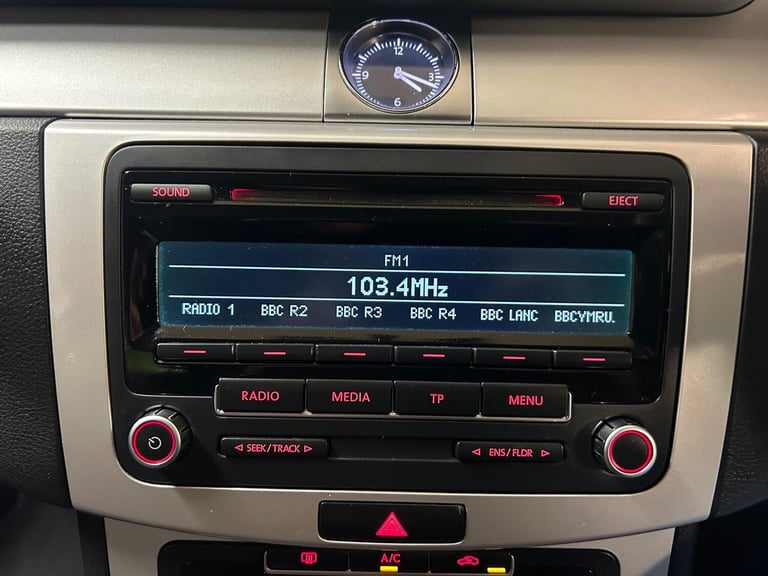 12
9 3
6
SOUND EJECT
FM1
103.4MHz
RADIO 1 BBC R2 BBC R3 BBC R4 BBC LANC BBCYMRU.
RADIO MEDIA TP MENU
SEEK/TRACK ENS/FLDR
A/C